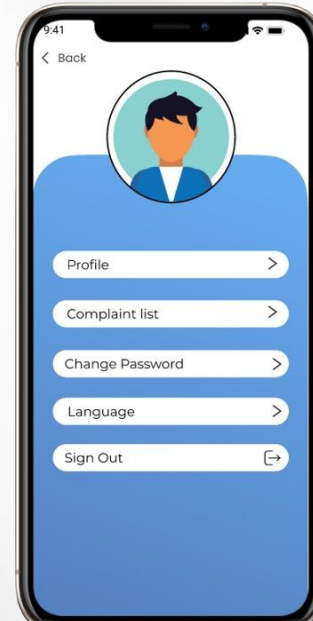 9:41
Back
Profile
Complaint list
Change Password
Language
Sign Out